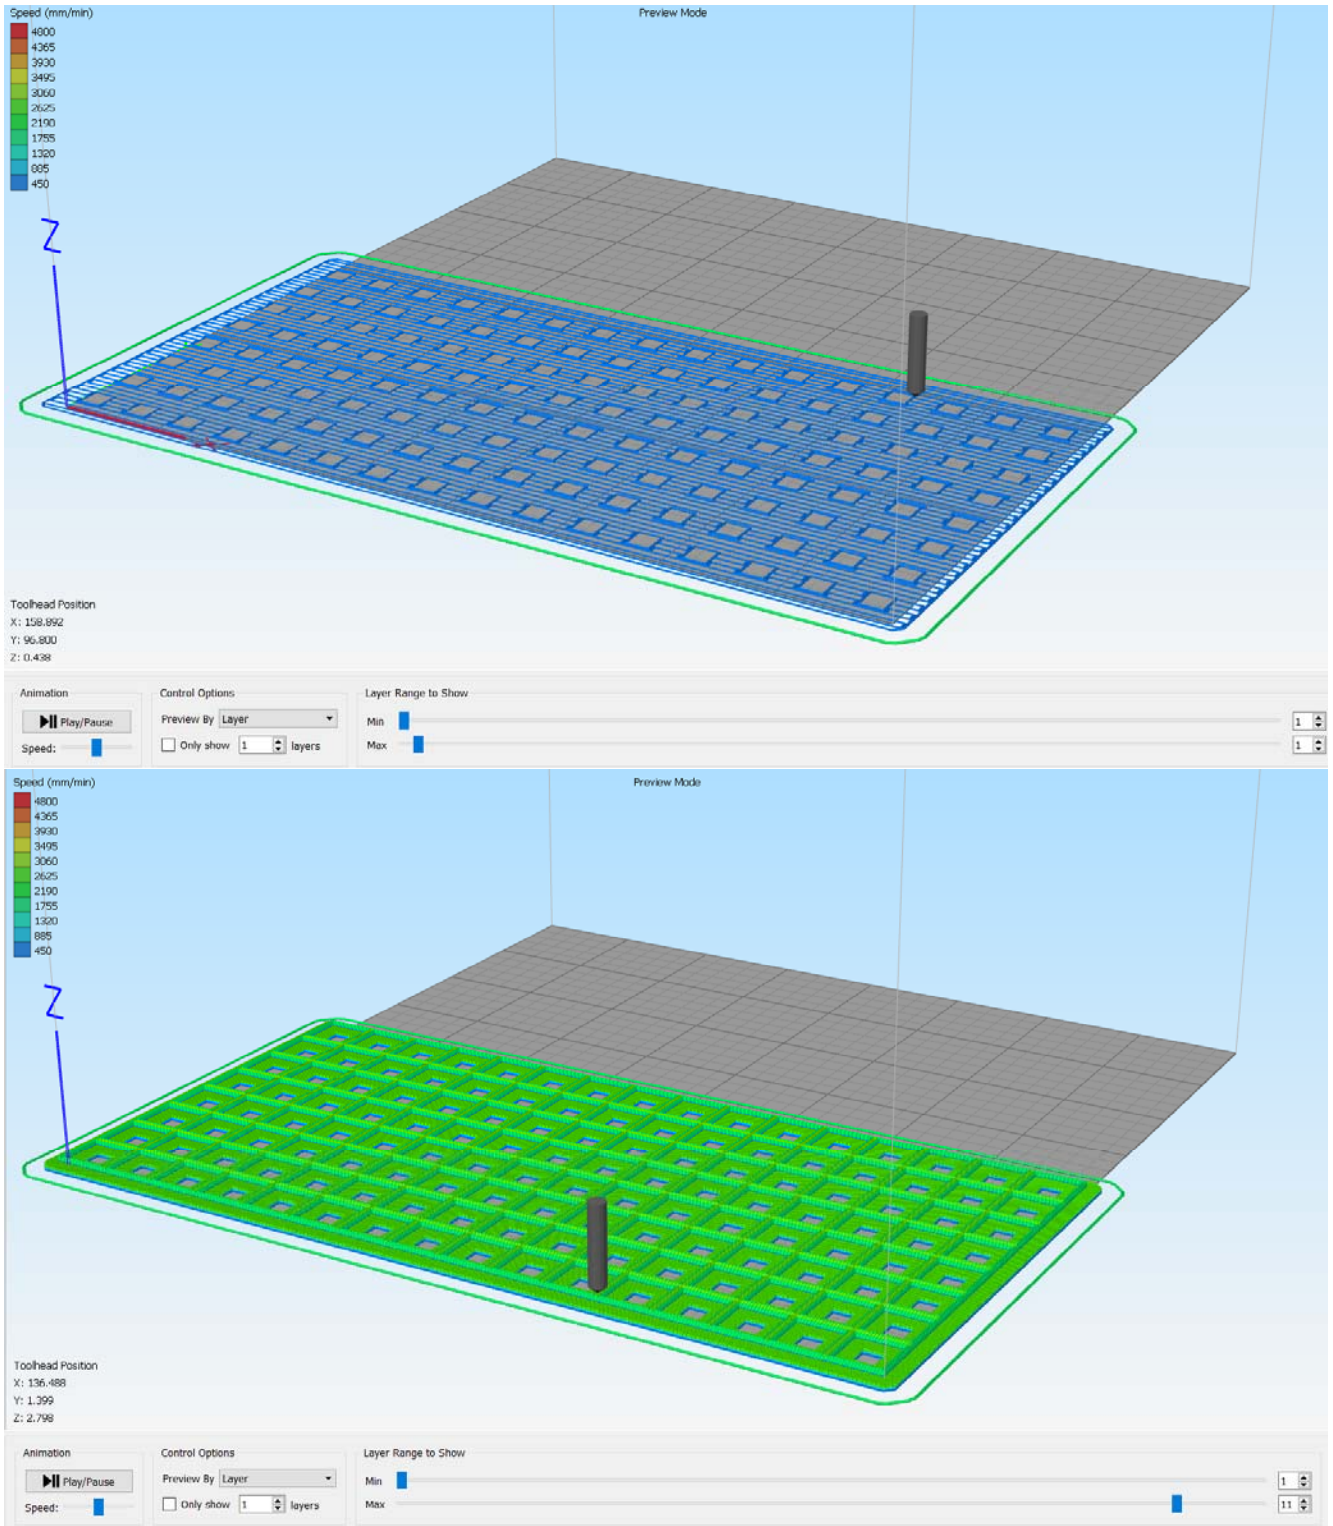 Speed (mm/min)
Preview Mode
4800
4365
3930
3495
3060
2625
2190
1755
1320
885
450
Z
Toolhead Position
X: 158.892
Y: 96.800
Z: 0.438
Animation
Control Options
Layer Range to Show
Play/Pause
Preview By Layer
Min
1
Speed:
Only show 1 layers
Max
1
Speed (mm/min)
Preview Mode
4800
4365
3930
3495
3060
2625
2190
1755
1320
885
450
Z
Toolhead Position
X: 136.488
Y: 1.399
Z: 2.798
Animation
Control Options
Layer Range to Show
Play/Pause
Preview By Layer
Min
1
Speed:
Only show 1 layers
Max
11